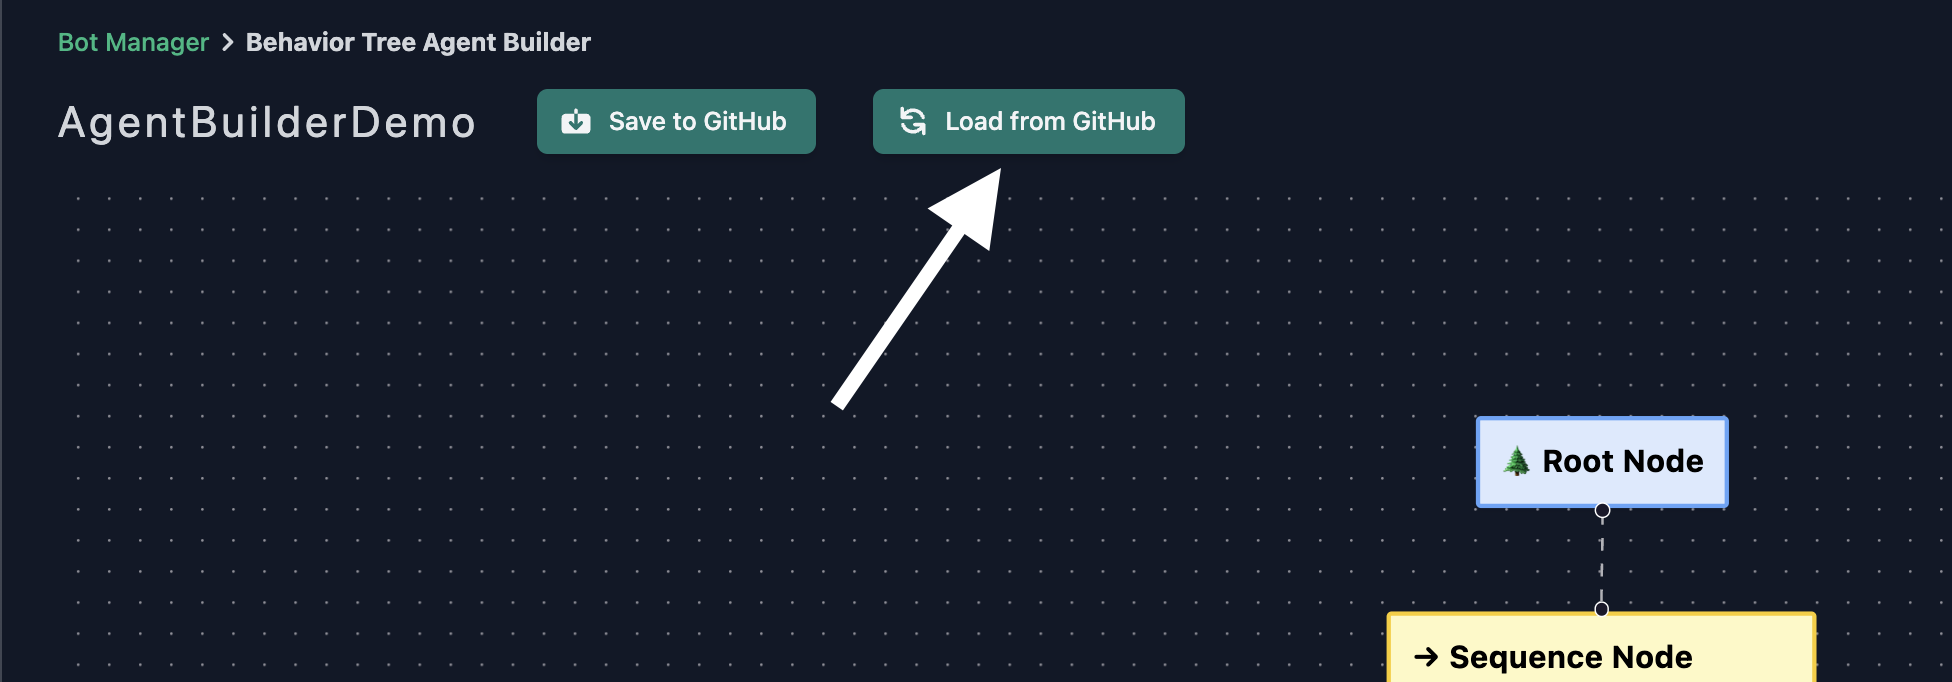 Bot Manager > Behavior Tree Agent Builder
AgentBuilderDemo
Save to GitHub
Load from GitHub
🌲 Root Node
→ Sequence Node